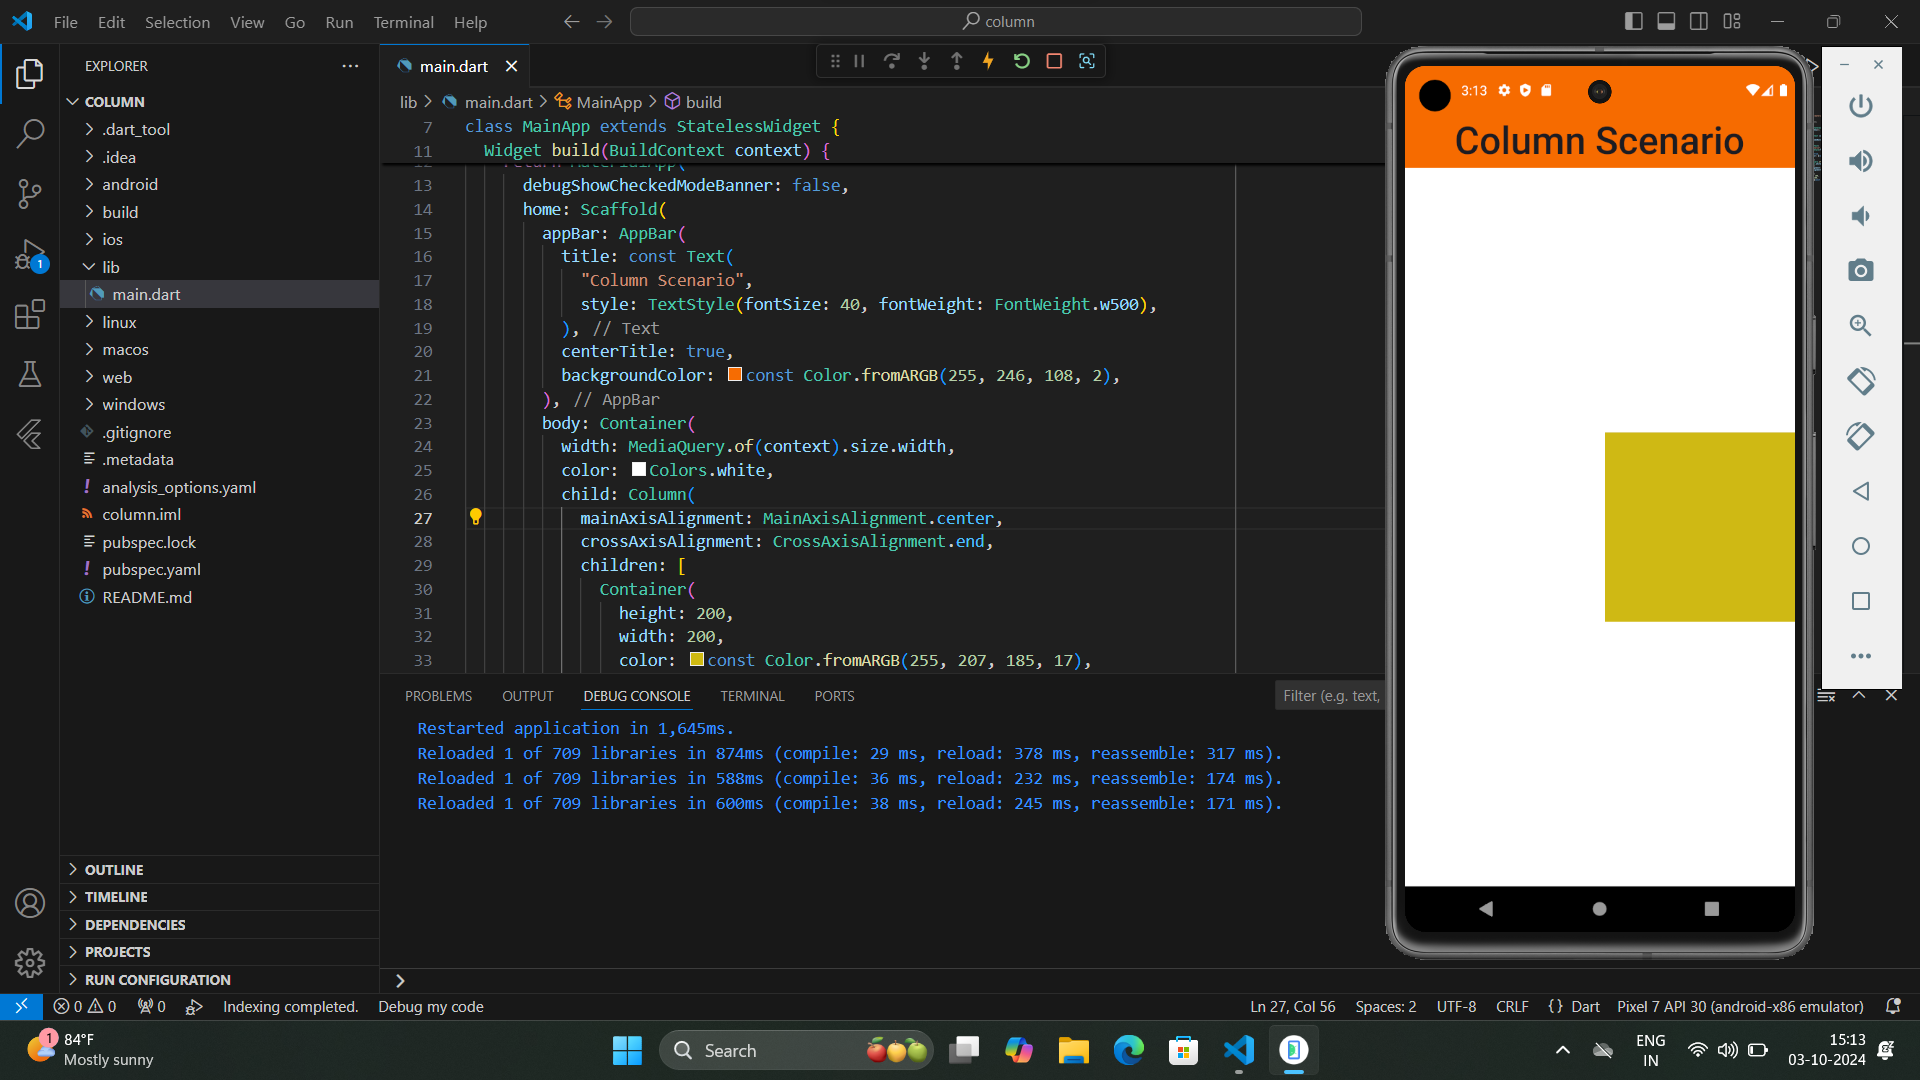 File Edit Selection View Go Run Terminal Help
column
EXPLORER
COLUMN
.dart_tool
.idea
android
build
ios
lib
main.dart
linux
macos
web
windows
.gitignore
.metadata
analysis_options.yaml
column.iml
pubspec.lock
pubspec.yaml
README.md
OUTLINE
TIMELINE
DEPENDENCIES
PROJECTS
RUN CONFIGURATION
main.dart
lib > main.dart > MainApp > build
7 class MainApp extends StatelessWidget {
11 Widget build(BuildContext context) {
12 return MaterialApp(
13 debugShowCheckedModeBanner: false,
14 home: Scaffold(
15 appBar: AppBar(
16 title: const Text(
17 "Column Scenario",
18 style: TextStyle(fontSize: 40, fontWeight: FontWeight.w500),
19 ), // Text
20 centerTitle: true,
21 backgroundColor: const Color.fromARGB(255, 246, 108, 2),
22 ), // AppBar
23 body: Container(
24 width: MediaQuery.of(context).size.width,
25 color: Colors.white,
26 child: Column(
27 mainAxisAlignment: MainAxisAlignment.center,
28 crossAxisAlignment: CrossAxisAlignment.end,
29 children: [
30 Container(
31 height: 200,
32 width: 200,
33 color: const Color.fromARGB(255, 207, 185, 17),
PROBLEMS OUTPUT DEBUG CONSOLE TERMINAL PORTS
Filter (e.g. text,
Restarted application in 1,645ms.
Reloaded 1 of 709 libraries in 874ms (compile: 29 ms, reload: 378 ms, reassemble: 317 ms).
Reloaded 1 of 709 libraries in 588ms (compile: 36 ms, reload: 232 ms, reassemble: 174 ms).
Reloaded 1 of 709 libraries in 600ms (compile: 38 ms, reload: 245 ms, reassemble: 171 ms).
3:13
Column Scenario
1
0 0 0 Indexing completed. Debug my code
Ln 27, Col 56 Spaces: 2 UTF-8 CRLF {} Dart Pixel 7 API 30 (android-x86 emulator)
1
84°F
Mostly sunny
Search
ENG
IN
15:13
03-10-2024